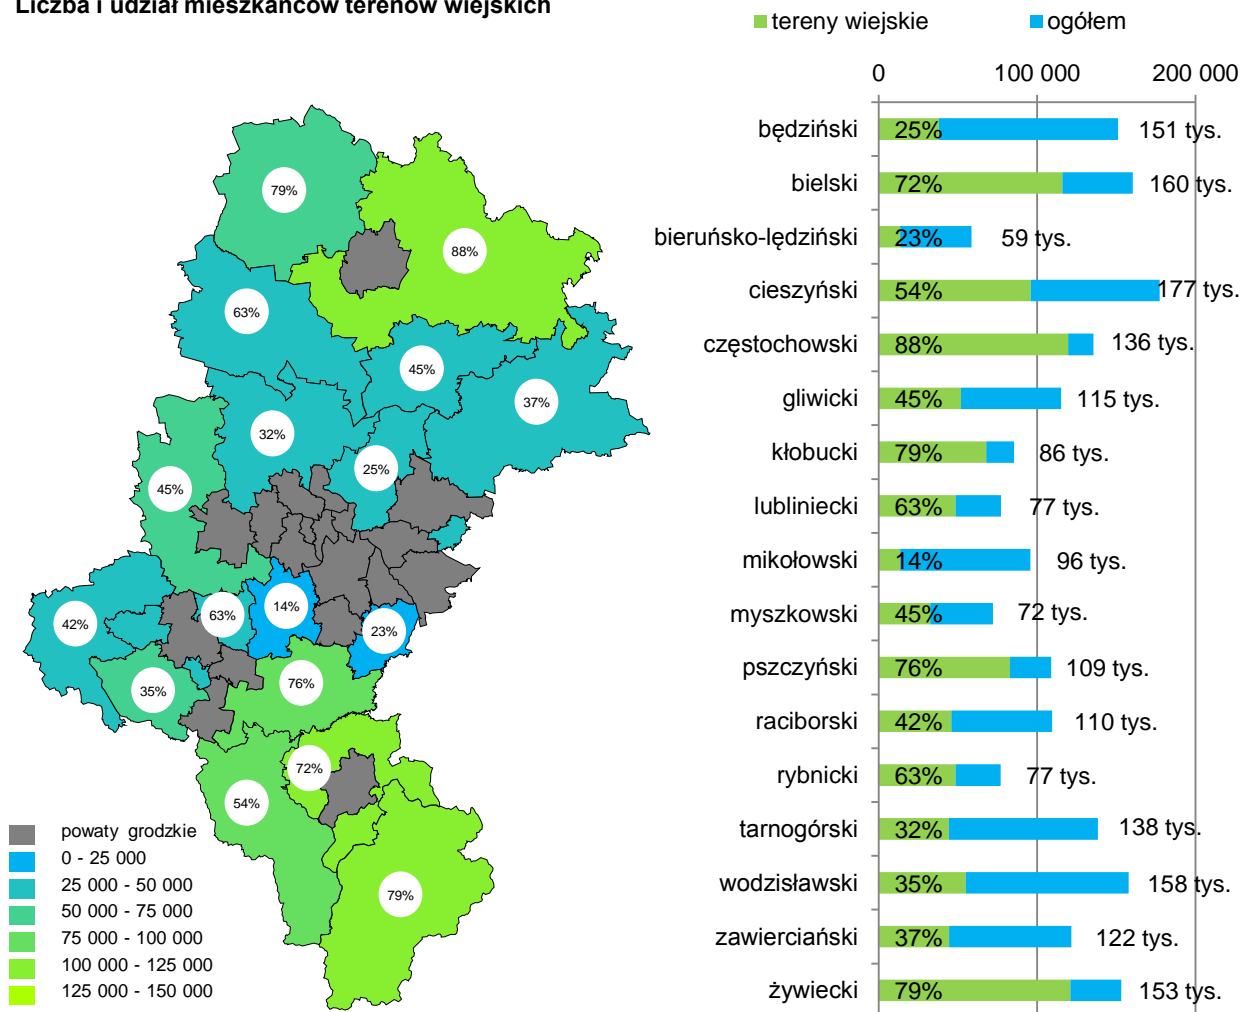 Liczba i udział mieszkańców terenów wiejskich
tereny wiejskie ogółem
0 100 000 200 000
będziński 25% 151 tys.
bielski 72% 160 tys.
bieruńsko-lędziński 23% 59 tys.
cieszyński 54% 177 tys.
częstochowski 88% 136 tys.
gliwicki 45% 115 tys.
kłobucki 79% 86 tys.
lubliniecki 63% 77 tys.
mikołowski 14% 96 tys.
myszkowski 45% 72 tys.
pszczyński 76% 109 tys.
raciborski 42% 110 tys.
rybnicki 63% 77 tys.
tarnogórski 32% 138 tys.
wodzisławski 35% 158 tys.
zawierciański 37% 122 tys.
żywiecki 79% 153 tys.
79%
88%
63%
45%
37%
32%
25%
45%
14%
63%
42%
23%
76%
35%
72%
54%
79%
powaty grodzkie
0 - 25 000
25 000 - 50 000
50 000 - 75 000
75 000 - 100 000
100 000 - 125 000
125 000 - 150 000